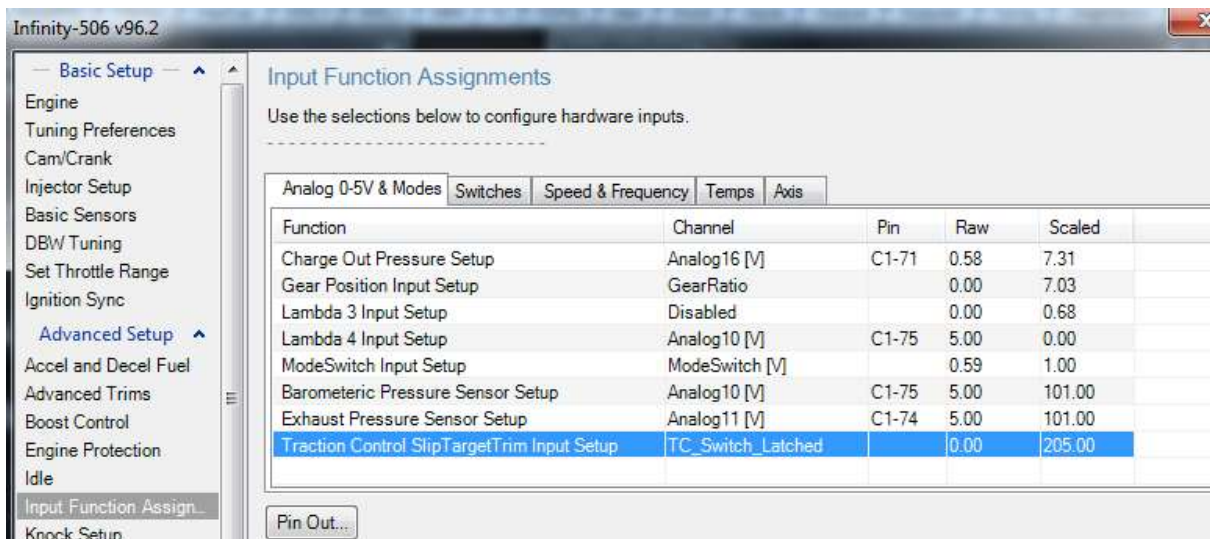 Infinity-506 v96.2
Basic Setup
Engine
Tuning Preferences
Cam/Crank
Injector Setup
Basic Sensors
DBW Tuning
Set Throttle Range
Ignition Sync
Advanced Setup
Accel and Decel Fuel
Advanced Trims
Boost Control
Engine Protection
Idle
Input Function Assign...
Knock Setup
Input Function Assignments
Use the selections below to configure hardware inputs.
Analog 0-5V & Modes Switches Speed & Frequency Temps Axis
Function Channel Pin Raw Scaled
Charge Out Pressure Setup Analog16 [V] C1-71 0.58 7.31
Gear Position Input Setup GearRatio 0.00 7.03
Lambda 3 Input Setup Disabled 0.00 0.68
Lambda 4 Input Setup Analog10 [V] C1-75 5.00 0.00
ModeSwitch Input Setup ModeSwitch [V] 0.59 1.00
Barometeric Pressure Sensor Setup Analog10 [V] C1-75 5.00 101.00
Exhaust Pressure Sensor Setup Analog11 [V] C1-74 5.00 101.00
Traction Control SlipTargetTrim Input Setup TC_Switch_Latched 0.00 205.00
Pin Out...